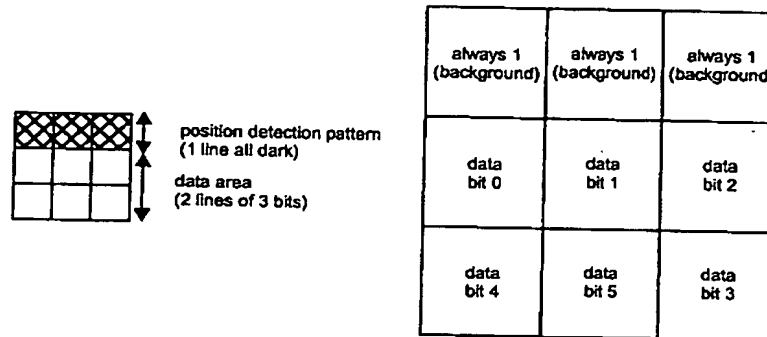 position detection pattern
(1 line all dark)
data area
(2 lines of 3 bits)
always 1
(background)
always 1
(background)
always 1
(background
data
bit 0
data
bit 1
data
bit 2
data
bit 4
data
bit 5
data
bit 3